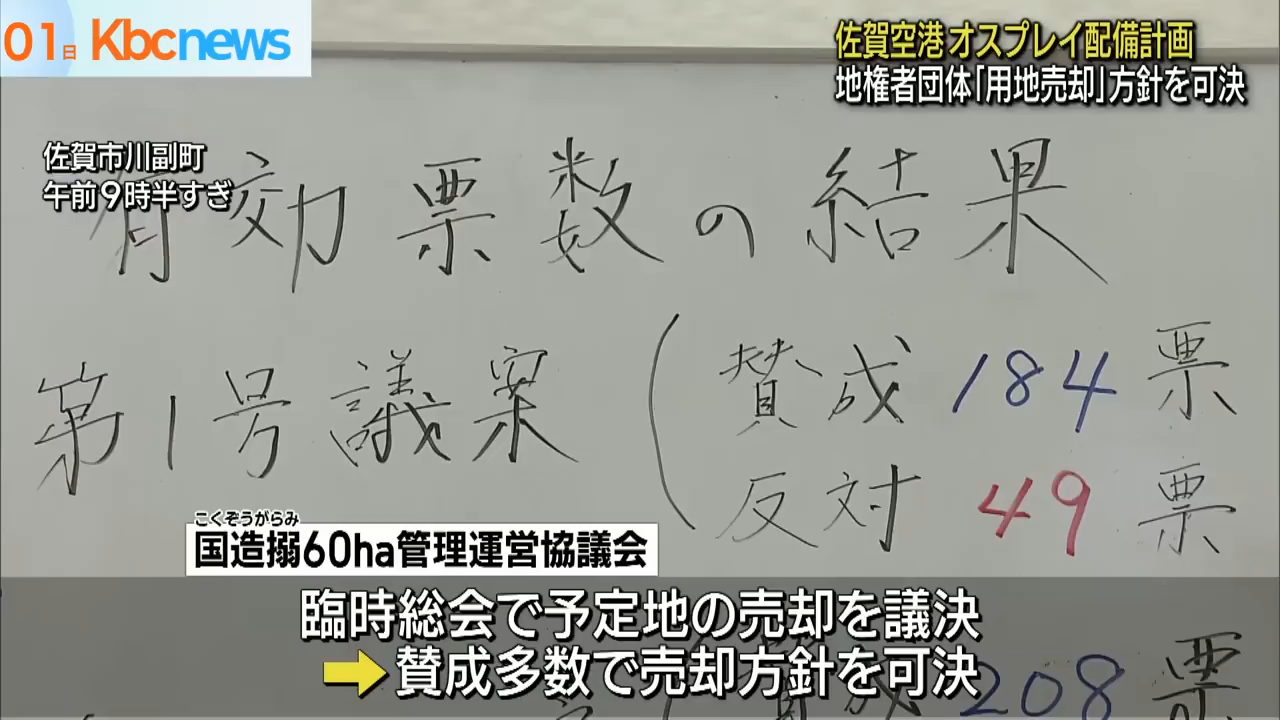 01日 Kbcnews
佐賀空港 オスプレイ配備計画
地権者団体「用地売却」方針を可決
佐賀市川副町
午前9時半すぎ
有効票数の結果
第1号議案
賛成 184票
反対 49票
こくぞうがらみ
国造搦60ha管理運営協議会
臨時総会で予定地の売却を議決
➡賛成多数で売却方針を可決
賛成 208票